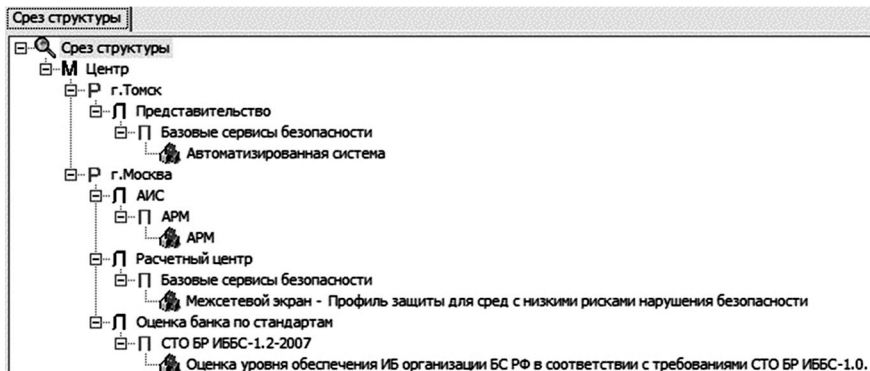 Срез структуры
Срез структуры
М Центр
Р г.Томск
Л Представительство
П Базовые сервисы безопасности
Автоматизированная система
Р г.Москва
Л АИС
П АРМ
АРМ
Л Расчетный центр
П Базовые сервисы безопасности
Межсетевой экран - Профиль защиты для сред с низкими рисками нарушения безопасности
Л Оценка банка по стандартам
П СТО БР ИББС-1.2-2007
Оценка уровня обеспечения ИБ организации БС РФ в соответствии с требованиями СТО БР ИББС-1.0.